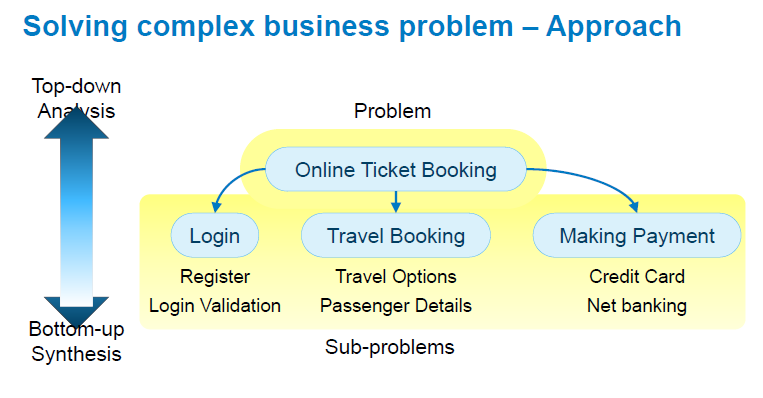 Solving complex business problem – Approach
Top-down
Analysis
Problem
Online Ticket Booking
Login
Travel Booking
Making Payment
Register
Travel Options
Credit Card
Login Validation
Passenger Details
Net banking
Bottom-up
Synthesis
Sub-problems